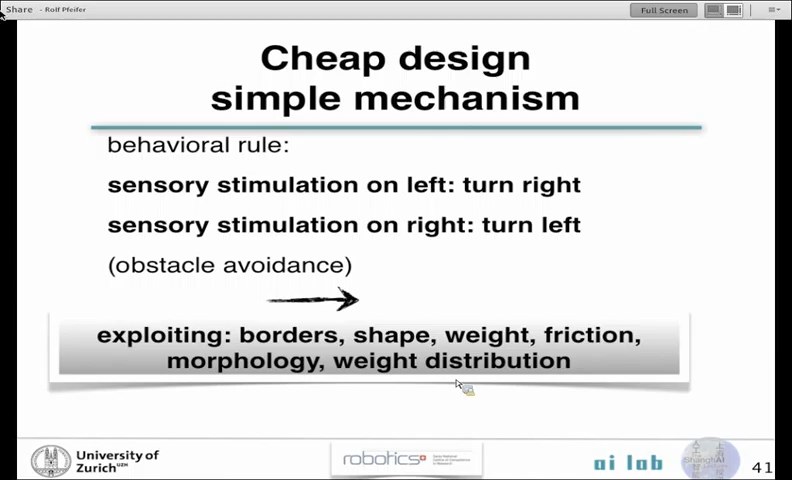 Share - Rolf Pfeifer
Full Screen
Cheap design
simple mechanism
behavioral rule:
sensory stimulation on left: turn right
sensory stimulation on right: turn left
(obstacle avoidance)
exploiting: borders, shape, weight, friction,
morphology, weight distribution
University of
Zurich UZH
robotics+
ai lab
ShanghAI
41